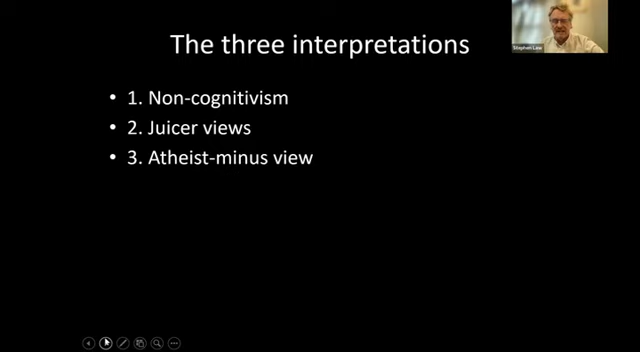 The three interpretations
Stephen Law
• 1. Non-cognitivism
• 2. Juicer views
• 3. Atheist-minus view